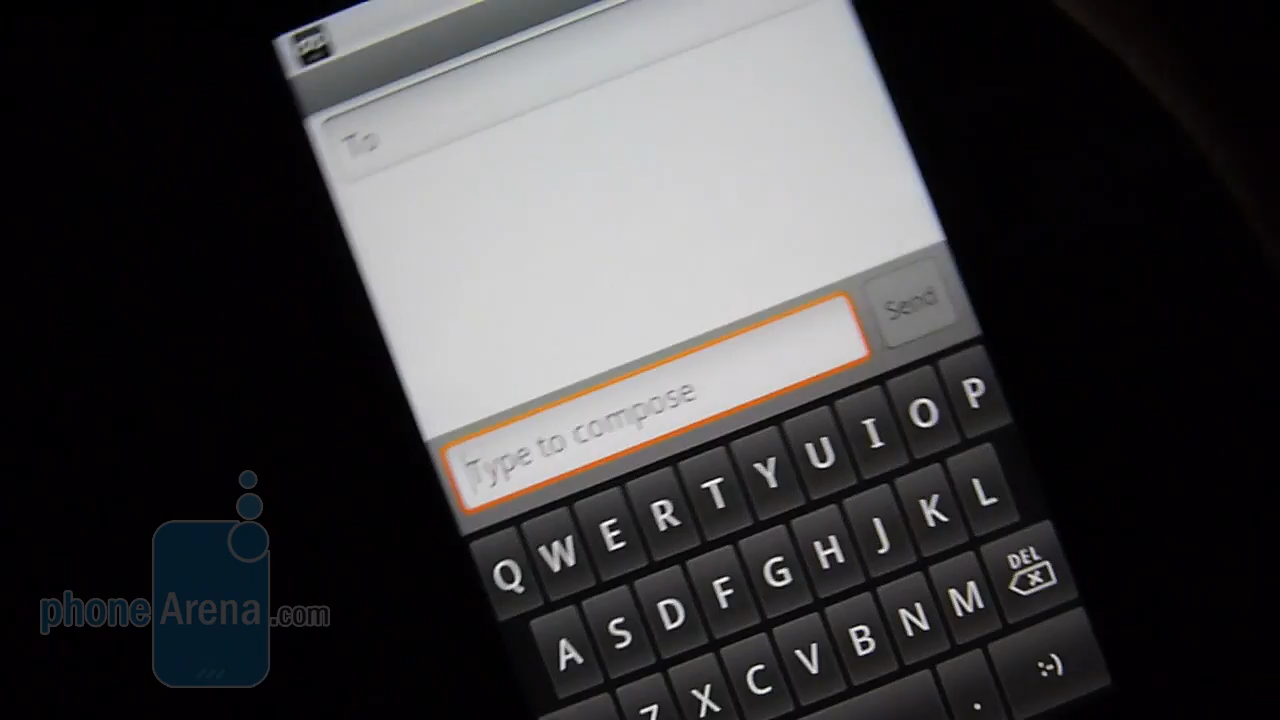 To
Send
Type to compose
Q W E R T Y U I O P
A S D F G H J K L
Z X C V B N M DEL
. :-)
phoneArena.com